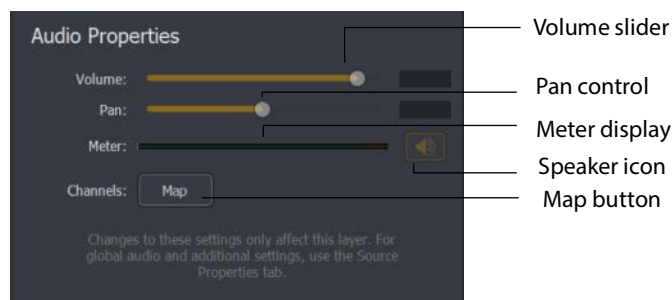 Audio Properties
Volume:
Pan:
Meter:
Channels: Map
Changes to these settings only affect this layer. For
global audio and additional settings, use the Source
Properties tab.
Volume slider
Pan control
Meter display
Speaker icon
Map button